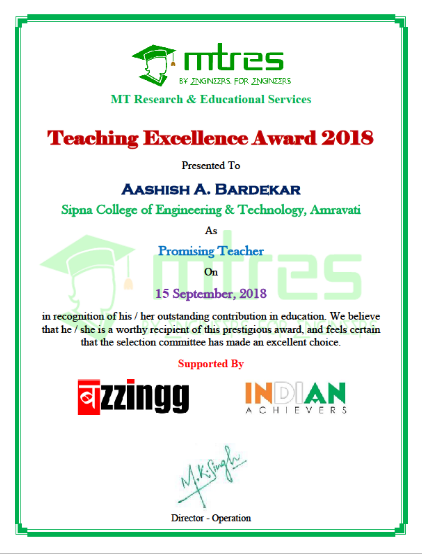 mtres
BY ENGINEERS, FOR ENGINEERS
MT Research & Educational Services
Teaching Excellence Award 2018
Presented To
AASHISH A. BARDEKAR
Sipna College of Engineering & Technology, Amravati
As
Promising Teacher
On
15 September, 2018
in recognition of his / her outstanding contribution in education. We believe
that he / she is a worthy recipient of this prestigious award, and feels certain
that the selection committee has made an excellent choice.
Supported By
बzzingg
INDIAN
ACHIEVERS
M.K.Singh
Director - Operation